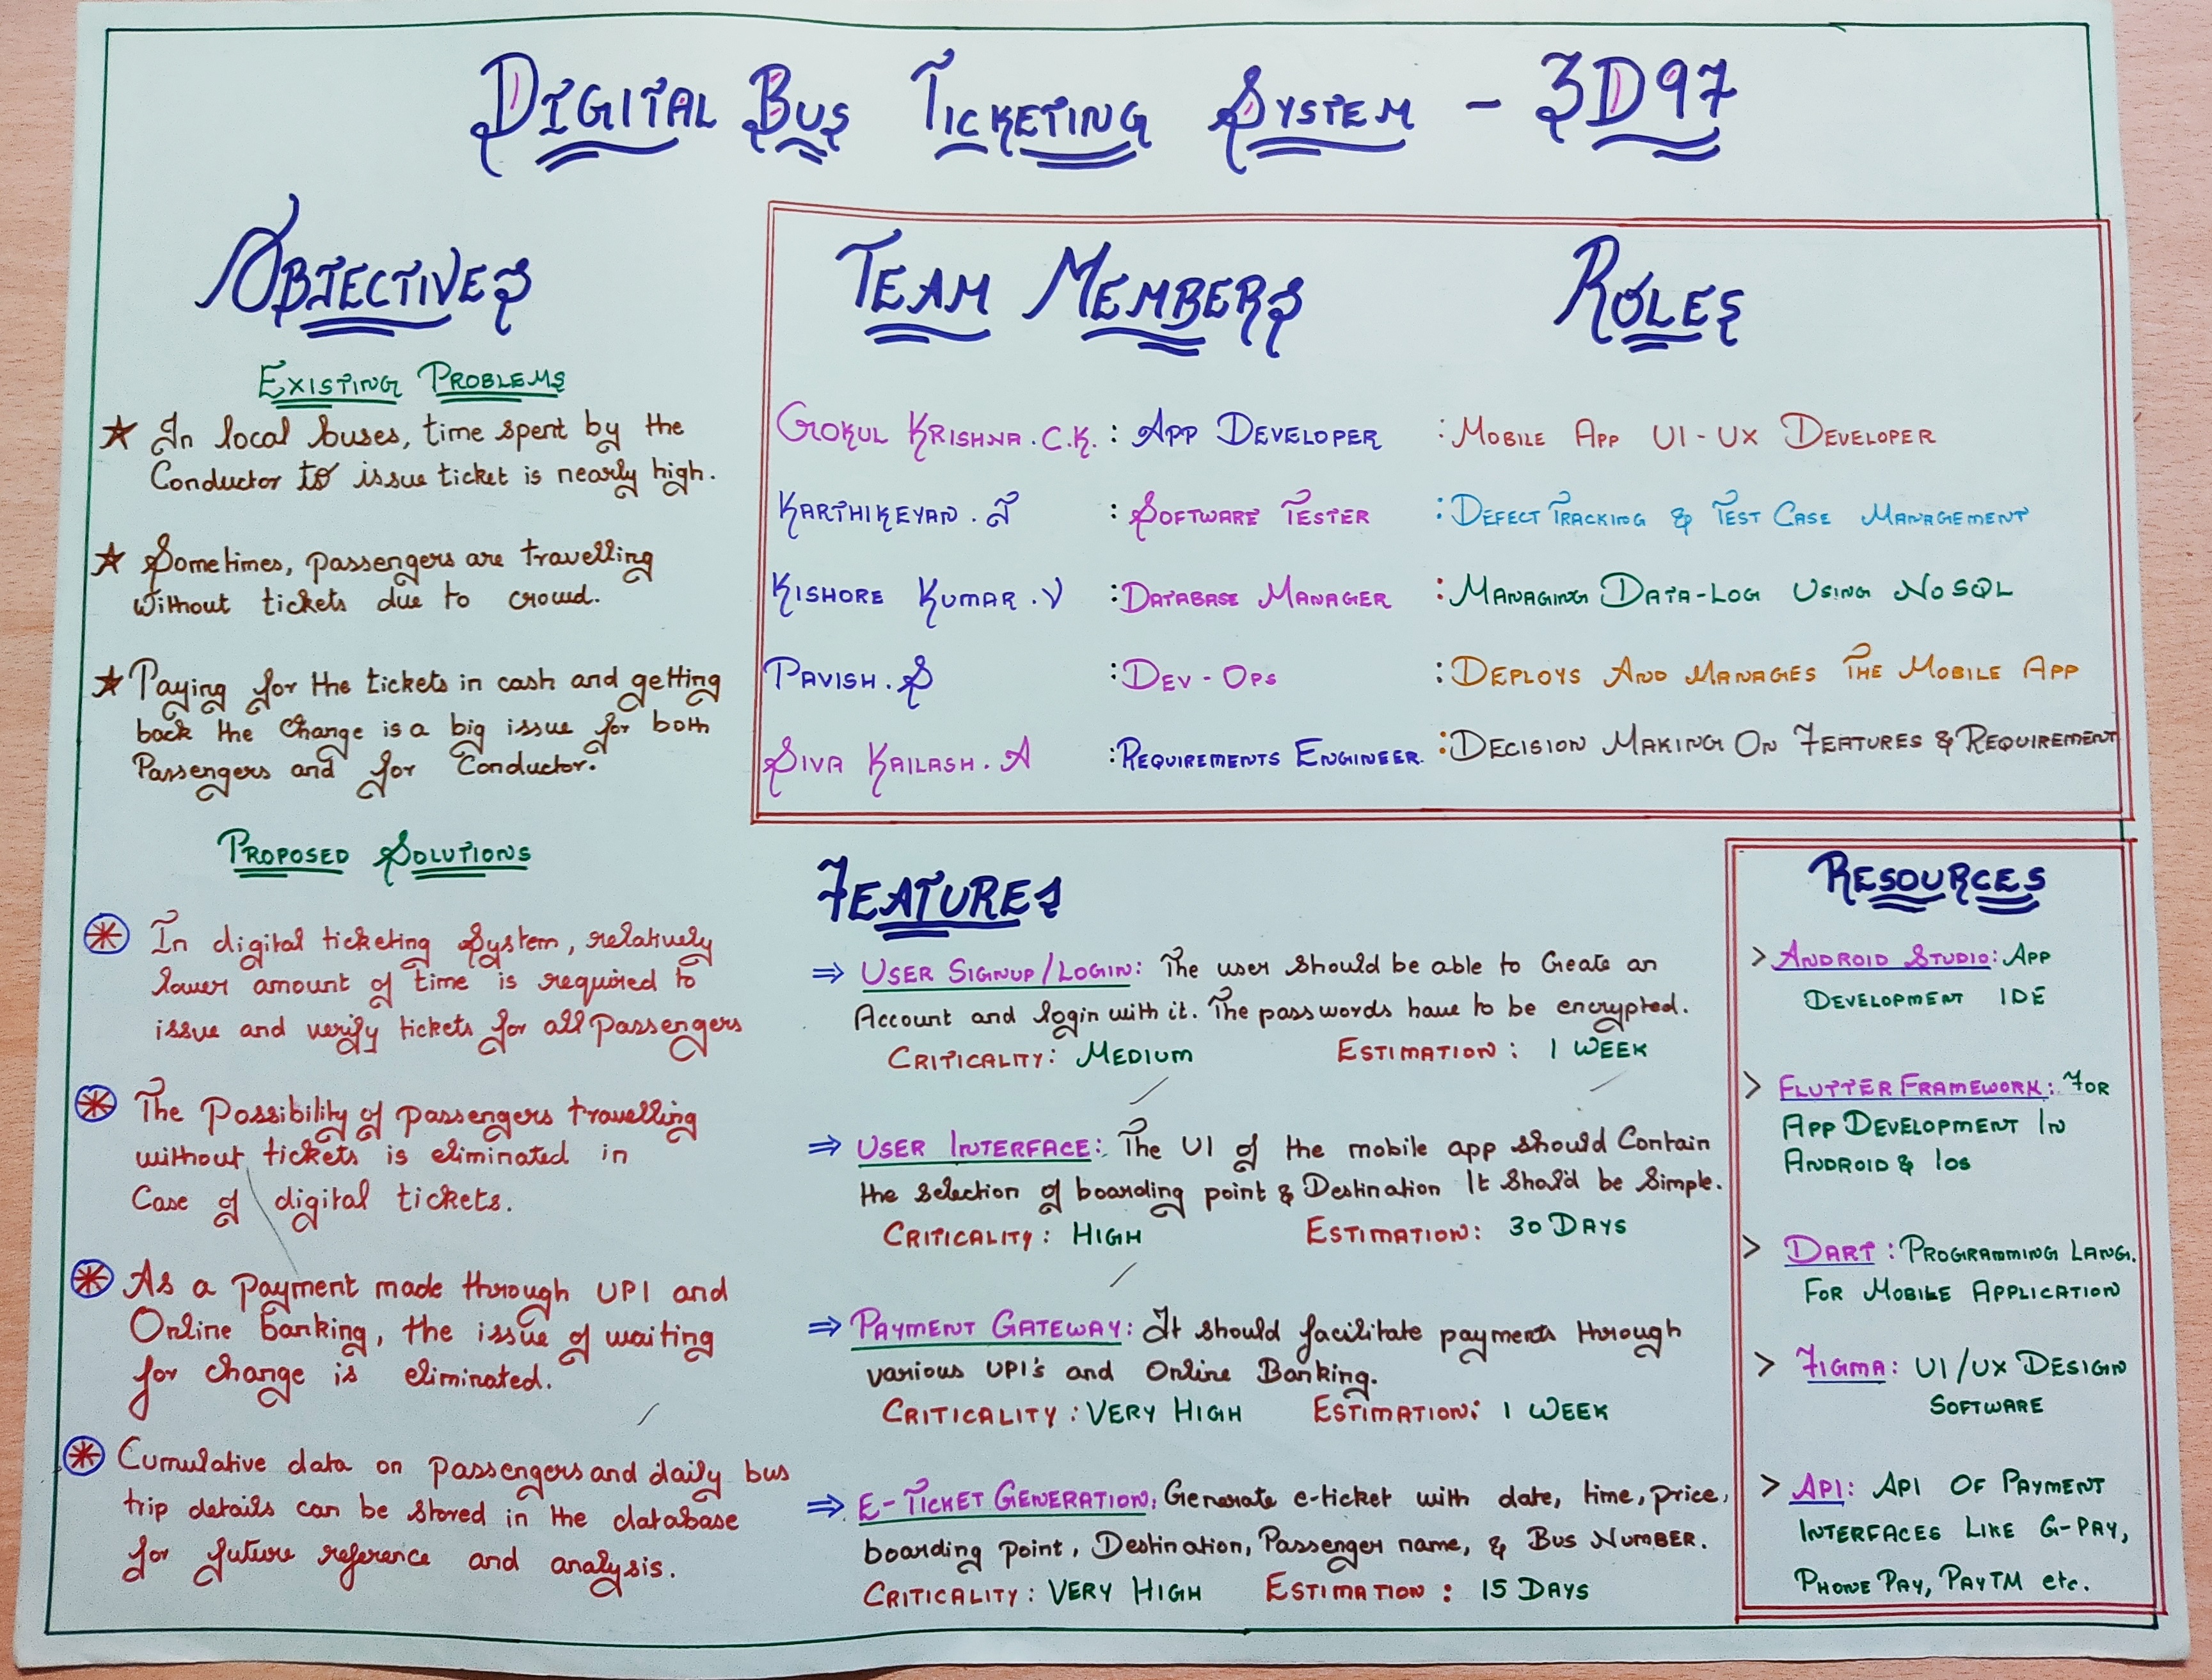 DIGITAL BUS TICKETING SYSTEM - 3D97
OBJECTIVES
EXISTING PROBLEMS
In local buses, time spent by the
Conductor to issue ticket is nearly high.
Sometimes, passengers are travelling
without tickets due to crowd.
Paying for the tickets in cash and getting
back the change is a big issue for both
Passengers and for Conductor.
PROPOSED SOLUTIONS
In digital ticketing System, relatively
lower amount of time is required to
issue and verify tickets for all passengers
The Possibility of passengers travelling
without tickets is eliminated in
Case of digital tickets.
As a payment made through UPI and
Online banking, the issue of waiting
for change is eliminated.
Cumulative data on passengers and daily bus
trip details can be stored in the database
for future reference and analysis.
TEAM MEMBERS ROLES
GOKUL KRISHNA.C.K. : APP DEVELOPER : MOBILE APP UI-UX DEVELOPER
KARTHIKEYAN.J : SOFTWARE TESTER : DEFECT TRACKING & TEST CASE MANAGEMENT
KISHORE KUMAR.V : DATABASE MANAGER : MANAGING DATA-LOG USING NOSQL
PAVISH.S : DEV-OPS : DEPLOYS AND MANAGES THE MOBILE APP
SIVA KAILASH.A : REQUIREMENTS ENGINEER. : DECISION MAKING ON FEATURES & REQUIREMENT
FEATURES
⇒ USER SIGNUP/LOGIN: The user should be able to Create an
Account and login with it. The passwords have to be encrypted.
CRITICALITY: MEDIUM ESTIMATION: 1 WEEK
⇒ USER INTERFACE: The UI of the mobile app should Contain
the selection of boarding point & Destination It should be Simple.
CRITICALITY: HIGH ESTIMATION: 30 DAYS
⇒ PAYMENT GATEWAY: It should facilitate payments through
various UPI's and Online Banking.
CRITICALITY: VERY HIGH ESTIMATION: 1 WEEK
⇒ E-TICKET GENERATION: Generate e-ticket with date, time, price,
boarding point, Destination, Passenger name, & BUS NUMBER.
CRITICALITY: VERY HIGH ESTIMATION: 15 DAYS
RESOURCES
> ANDROID STUDIO: APP
DEVELOPMENT IDE
> FLUTTER FRAMEWORK: FOR
APP DEVELOPMENT IN
ANDROID & IOS
> DART: PROGRAMMING LANG.
FOR MOBILE APPLICATION
> FIGMA: UI/UX DESIGN
SOFTWARE
> API: API OF PAYMENT
INTERFACES LIKE G-PAY,
PHONE PAY, PAYTM etc.